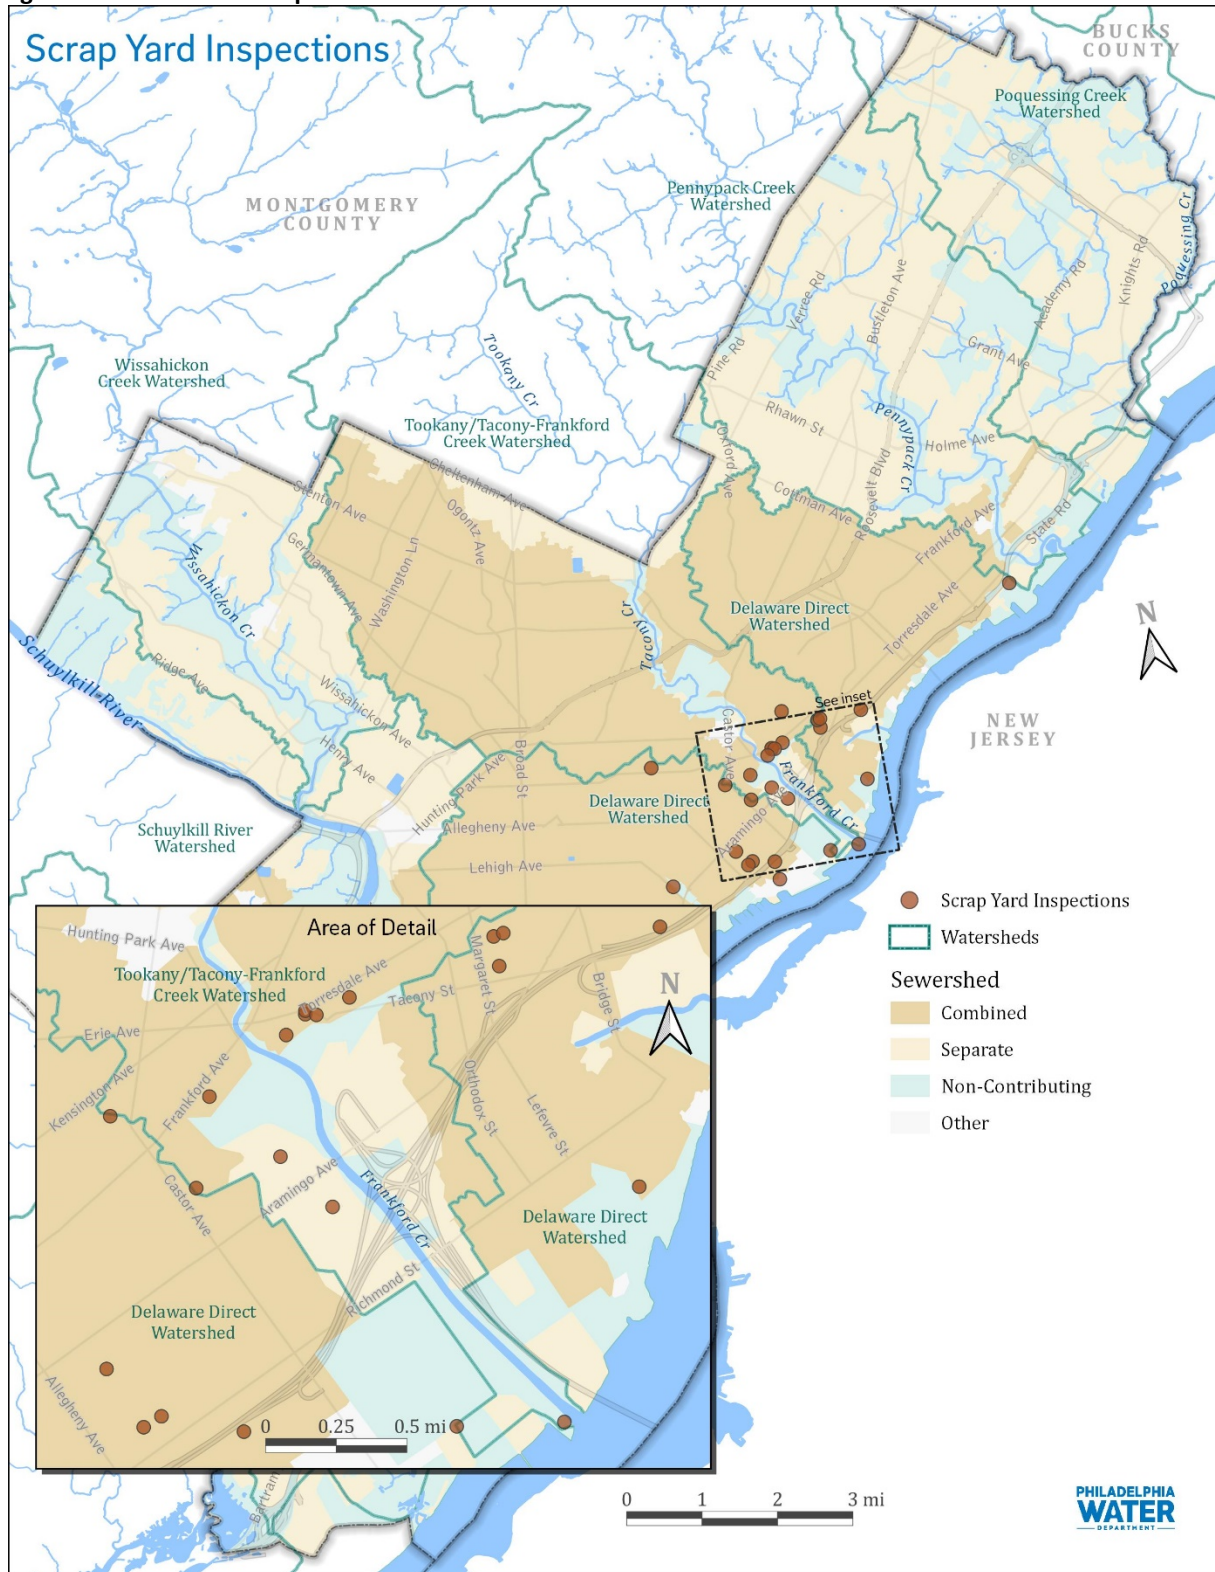 Scrap Yard Inspections
BUCKS
COUNTY
Poquessing Creek
Watershed
Pennypack Creek
Watershed
MONTGOMERY
COUNTY
Poquessing Cr
Knights Rd
Academy Rd
Bustleton Ave
Verree Rd
Pine Rd
Grant Ave
Tookany Cr
Wissahickon
Creek Watershed
Rhawn St
Pennypack Cr
Holme Ave
Tookany/Tacony-Frankford
Creek Watershed
Oxford Ave
Roosevelt Blvd
Cheltenham Ave
Stenton Ave
Ogontz Ave
Cottman Ave
Frankford Ave
State Rd
Germantown Ave
Washington Ln
Wissahickon Cr
Tacony Cr
Delaware Direct
Watershed
Torresdale Ave
N
Schuylkill River
Ridge Ave
Wissahickon Ave
See inset
NEW
JERSEY
Henry Ave
Broad St
Castor Ave
Hunting Park Ave
Frankford Cr
Delaware Direct
Watershed
Aramingo Ave
Schuylkill River
Watershed
Allegheny Ave
Lehigh Ave
Scrap Yard Inspections
Watersheds
Sewershed
Combined
Separate
Non-Contributing
Other
Area of Detail
Hunting Park Ave
Tookany/Tacony-Frankford
Creek Watershed
Torresdale Ave
Tacony St
Margaret St
Bridge St
N
Erie Ave
Kensington Ave
Frankford Ave
Orthodox St
Lefevre St
Castor Ave
Aramingo Ave
Frankford Cr
Delaware Direct
Watershed
Richmond St
Delaware Direct
Watershed
Allegheny Ave
0 0.25 0.5 mi
Bartram
0 1 2 3 mi
PHILADELPHIA
WATER
DEPARTMENT